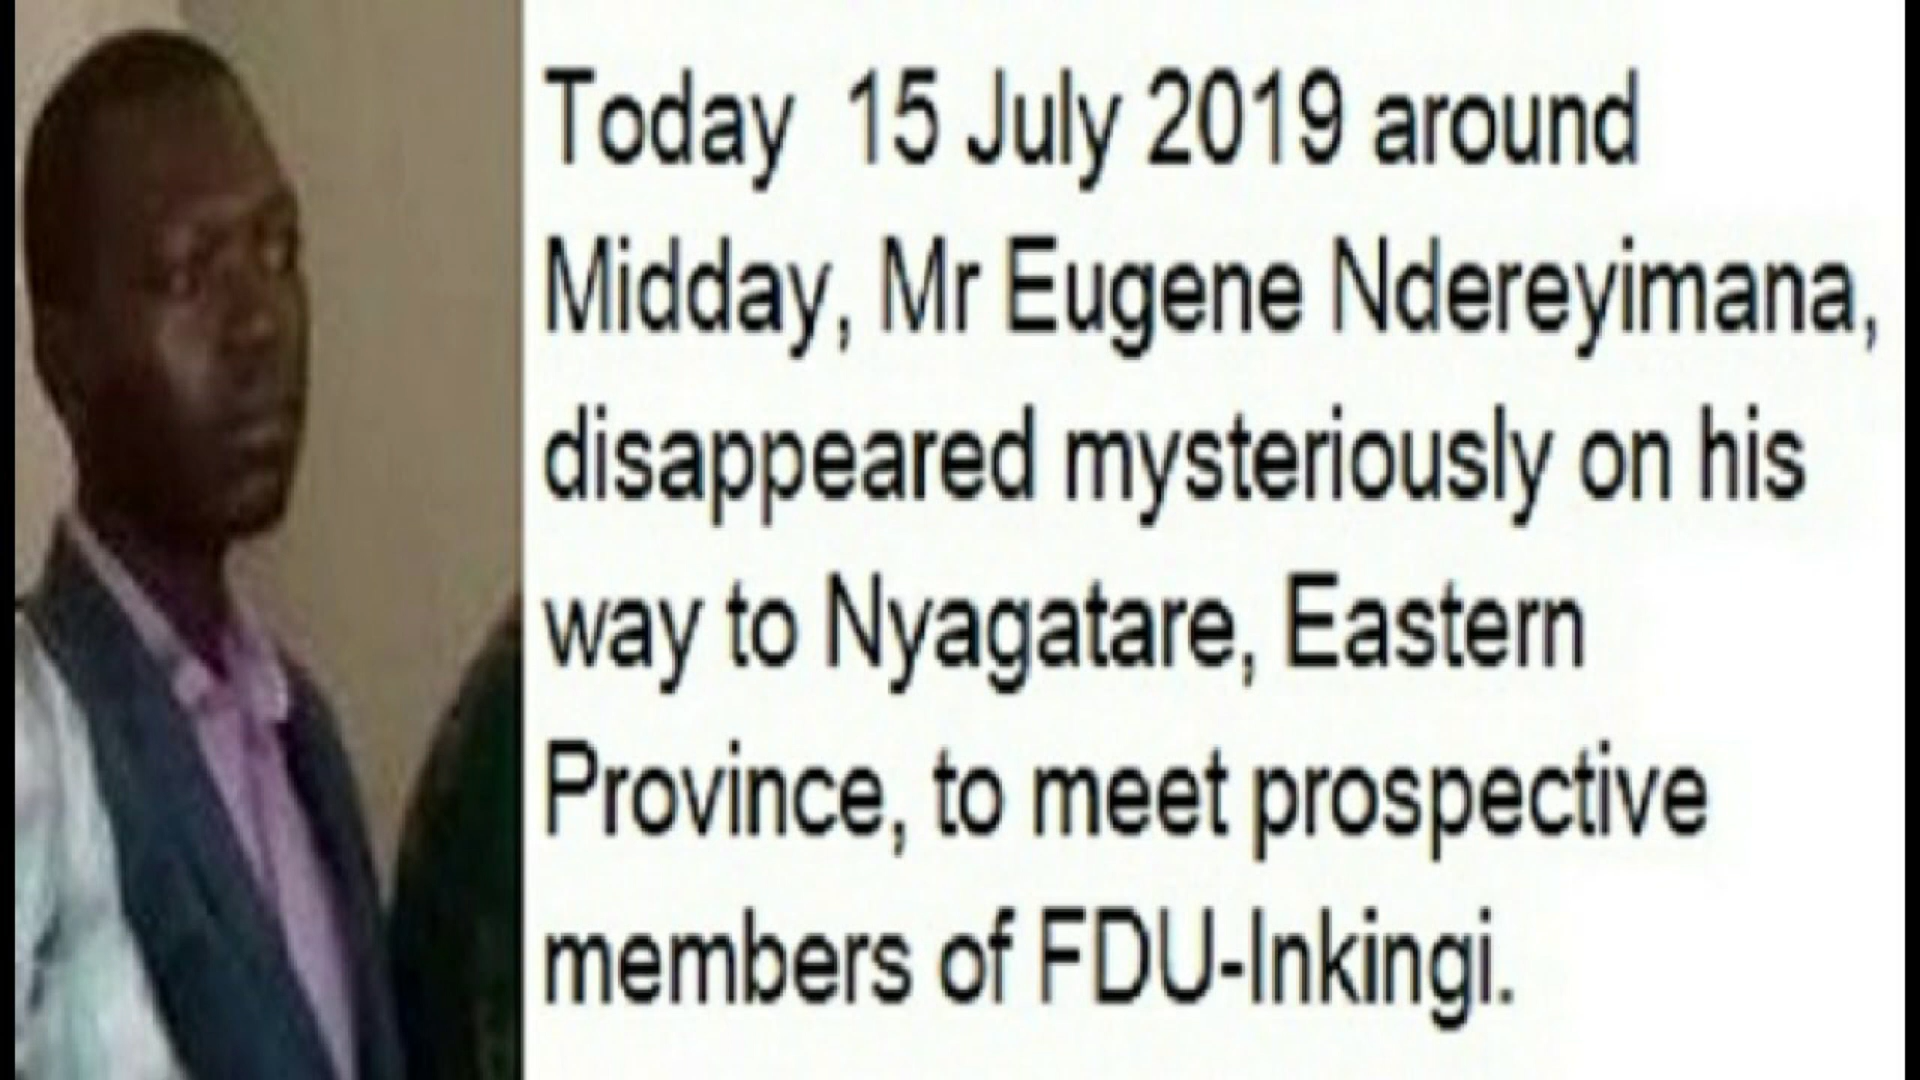 Today 15 July 2019 around
Midday, Mr Eugene Ndereyimana,
disappeared mysteriously on his
way to Nyagatare, Eastern
Province, to meet prospective
members of FDU-Inkingi.